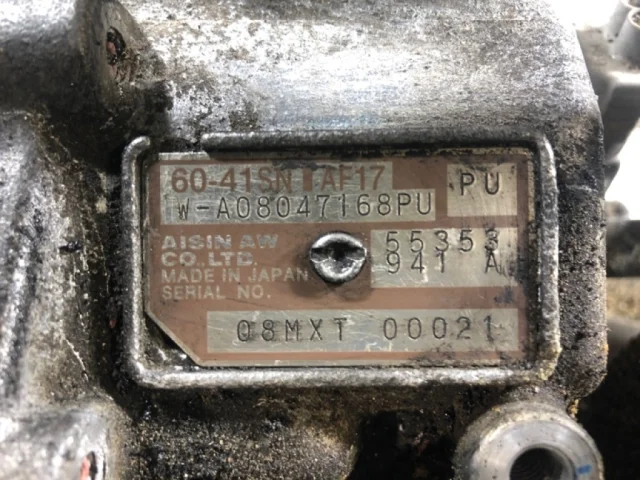 60-41SN AF17 PU
W-A08047168PU
AISIN AW 55353
CO.,LTD. 941 A
MADE IN JAPAN
SERIAL NO.
08MXT 00021